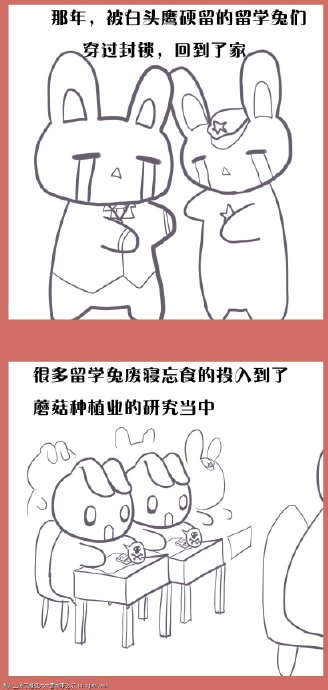 那年，被白头鹰硬留的留学兔们
穿过封锁，回到了家
很多留学兔废寝忘食的投入到了
蘑菇种植业的研究当中